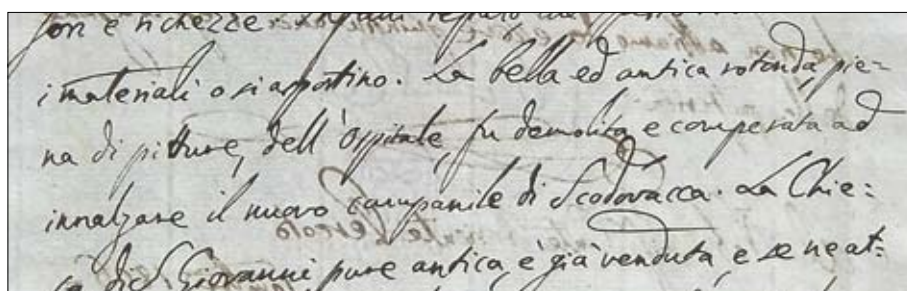 ori e ricchezze.
i materiali o si asportino. La bella ed antica rotonda, pie=
na di pitture, dell'Ospitale, fu demolita e comperata ad
innalzare il nuovo campanile di Scodovacca. La Chie=
sa di S. Giovanni pure antica, è già venduta, e se ne at=